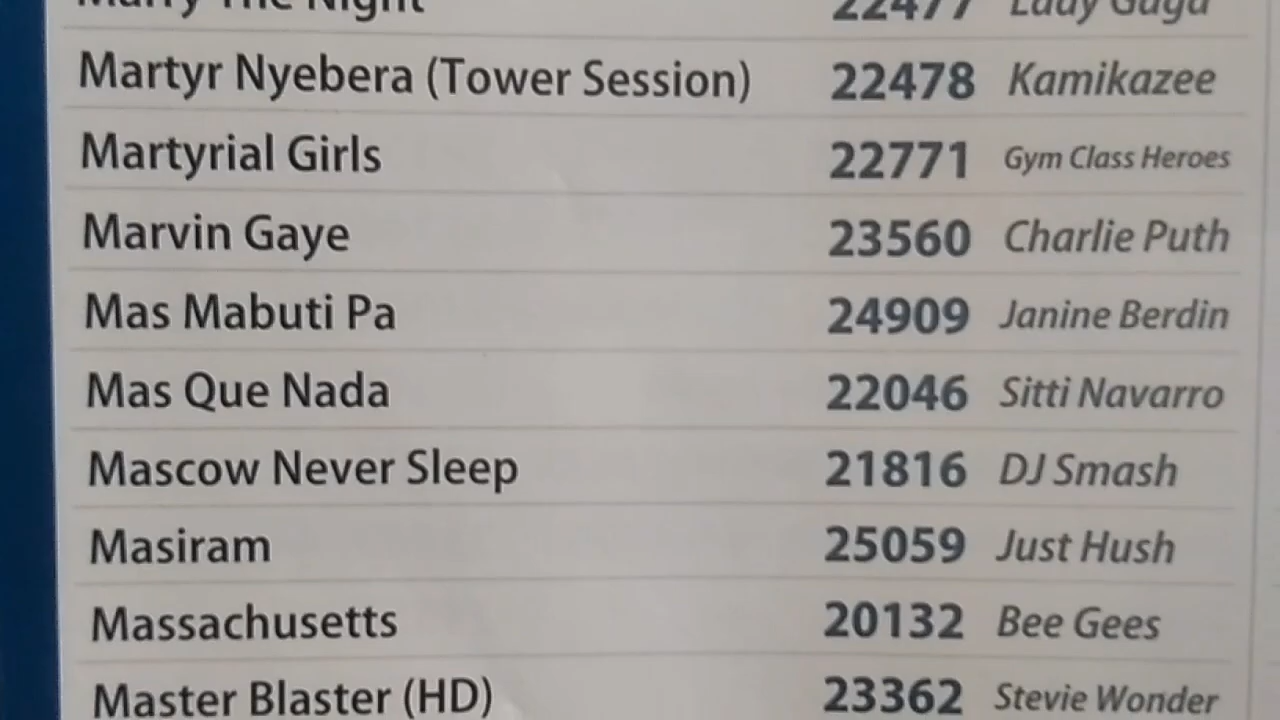 Marry The Night 22477 Lady Gaga
Martyr Nyebera (Tower Session) 22478 Kamikazee
Martyrial Girls 22771 Gym Class Heroes
Marvin Gaye 23560 Charlie Puth
Mas Mabuti Pa 24909 Janine Berdin
Mas Que Nada 22046 Sitti Navarro
Mascow Never Sleep 21816 DJ Smash
Masiram 25059 Just Hush
Massachusetts 20132 Bee Gees
Master Blaster (HD) 23362 Stevie Wonder